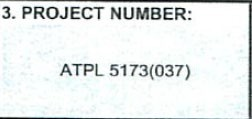 3. PROJECT NUMBER:
ATPL 5173(037)